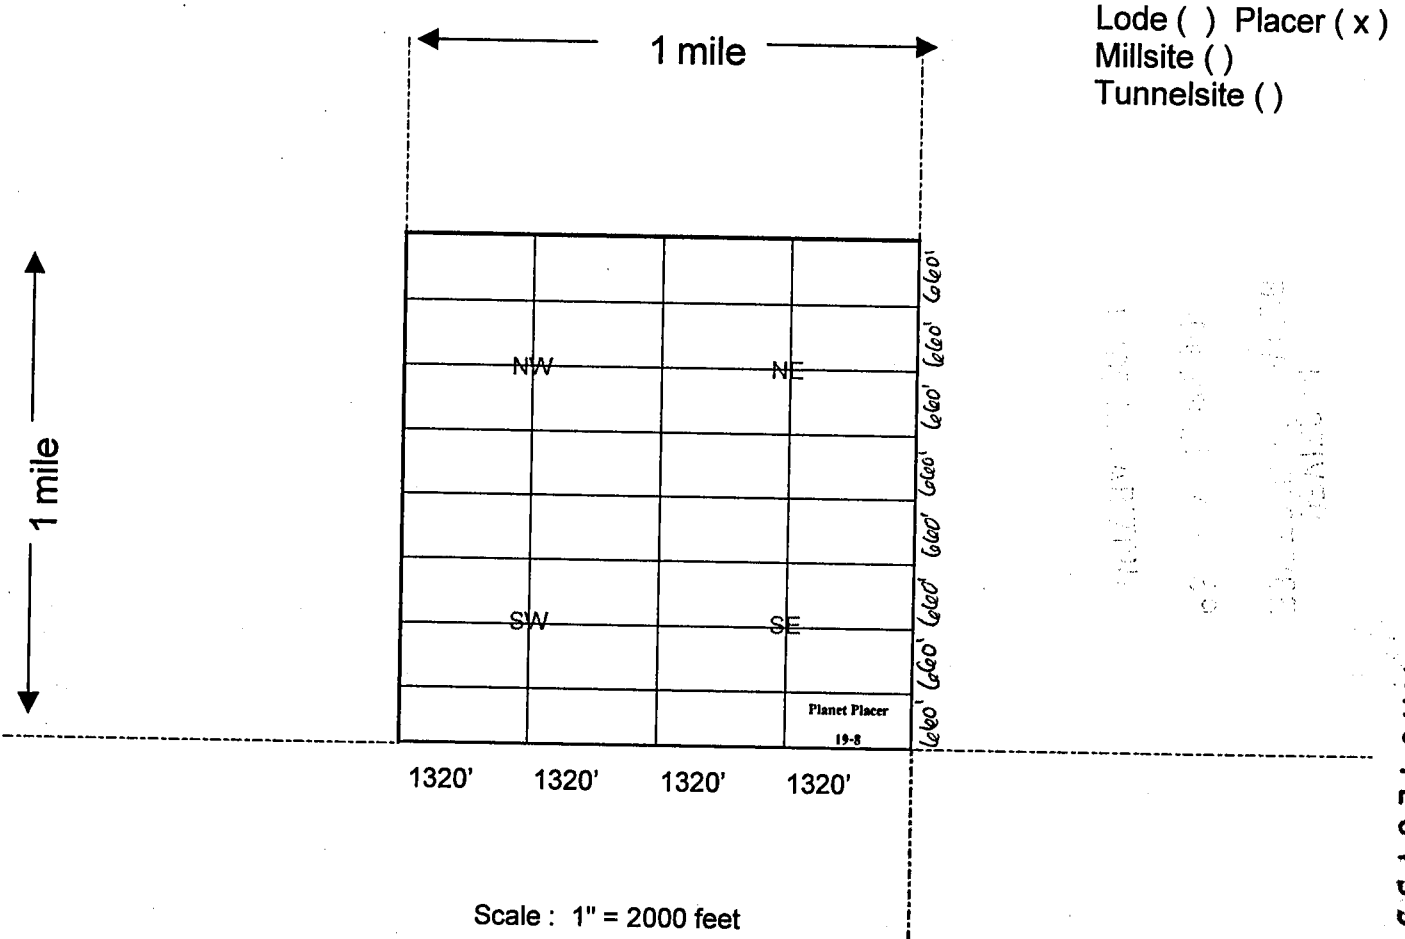 Lode ( ) Placer ( x )
Millsite ( )
Tunnelsite ( )
1 mile
1 mile
NW
NE
SW
SE
660'
660'
660'
660'
660'
660'
660'
660'
Planet Placer
19-8
1320' 1320' 1320' 1320'
Scale : 1" = 2000 feet